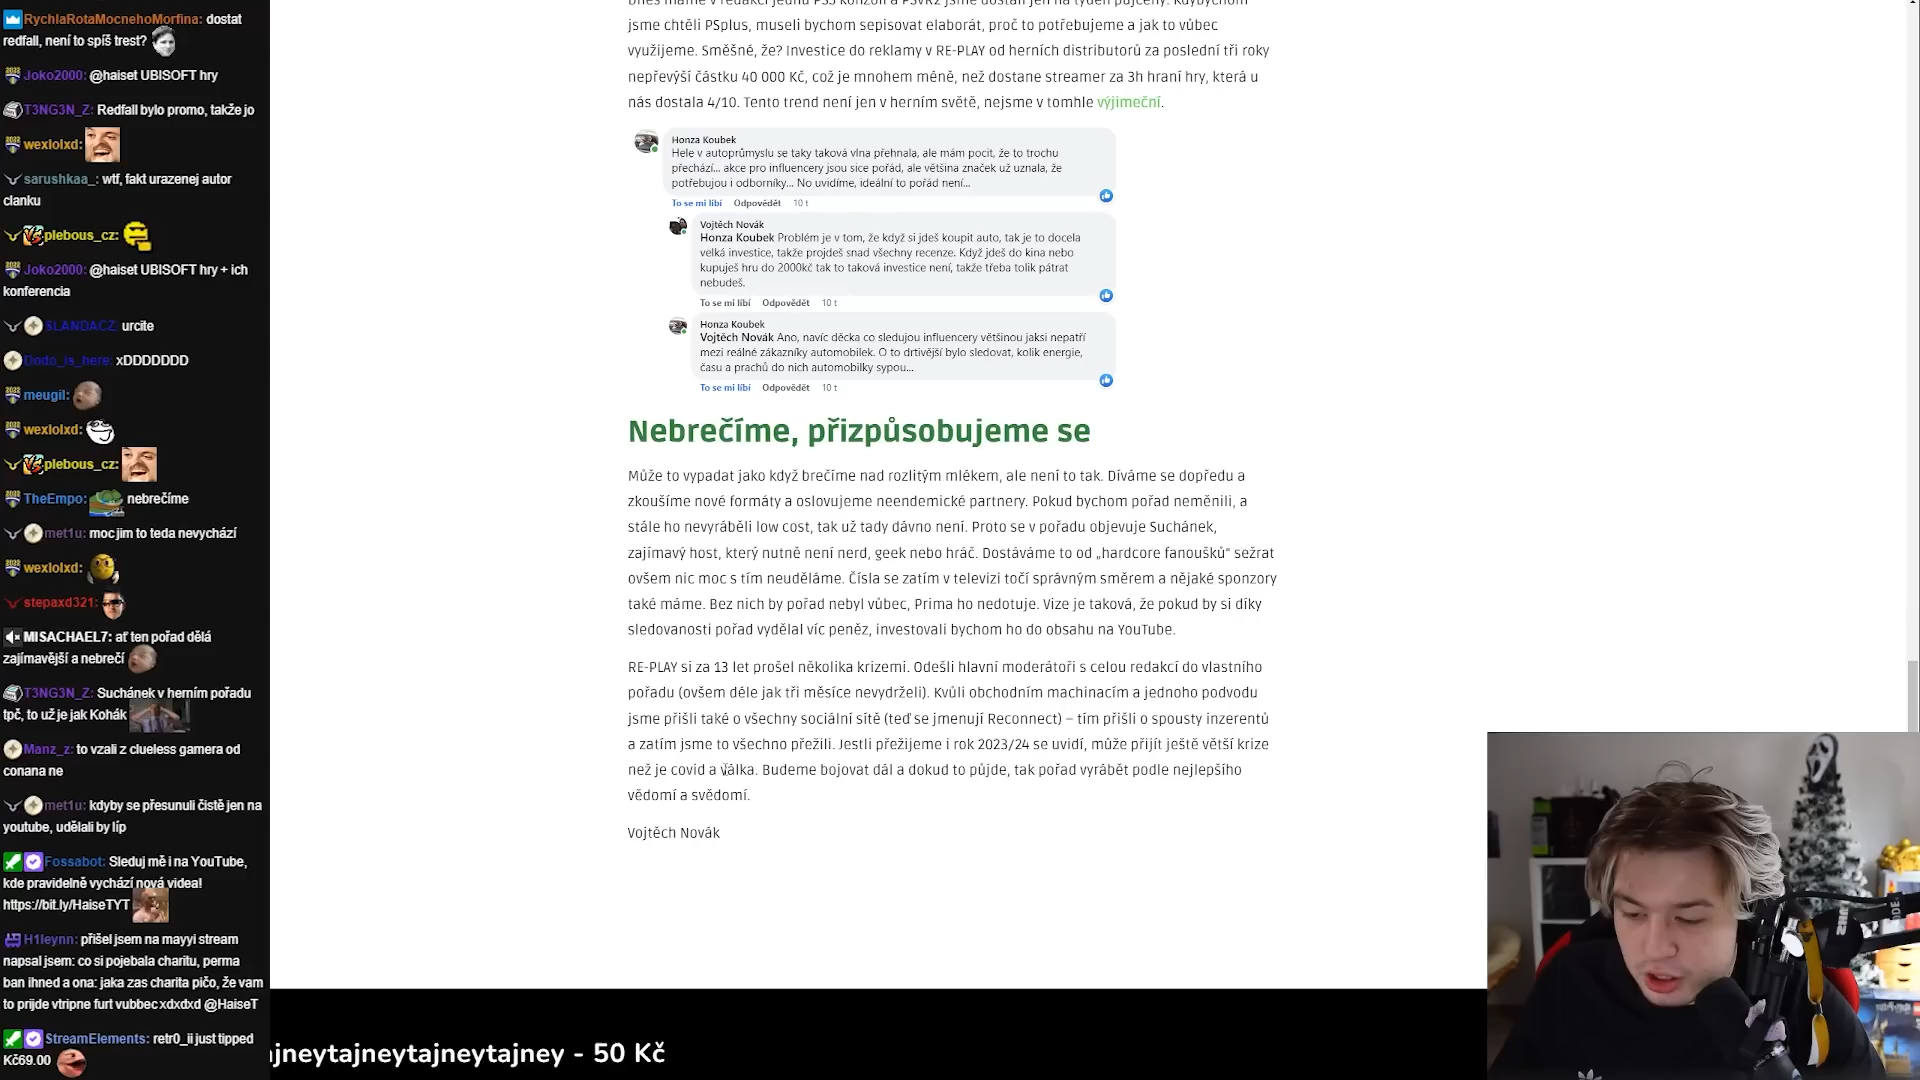 RychlaRotaMocnehoMorfina: dostat
redfall, není to spíš trest?
Joko2000: @haiset UBISOFT hry
T3NG3N_Z: Redfall bylo promo, takže jo
wexlolxd:
sarushkaa_: wtf, fakt urazenej autor
clanku
plebous_cz:
Joko2000: @haiset UBISOFT hry + ich
konferencia
SLANDACZ: urcite
Dodo_is_here: xDDDDDDD
meugil:
wexlolxd:
plebous_cz:
TheEmpo: nebrečíme
met1u: moc jim to teda nevychází
wexlolxd:
stepaxd321:
MISACHAEL7: ať ten pořad dělá
zajímavější a nebrečí
T3NG3N_Z: Suchánek v herním pořadu
tpč, to už je jak Kohák
Manz_z: to vzali z clueless gamera od
conana ne
met1u: kdyby se přesunuli čistě jen na
youtube, udělali by líp
Fossabot: Sleduj mě i na YouTube,
kde pravidelně vychází nová videa!
https://bit.ly/HaiseTYT
H1leynn: přišel jsem na mayyi stream
napsal jsem: co si pojebala charitu, perma
ban ihned a ona: jaka zas charita pičo, že vam
to prijde vtripne furt vubbec xdxdxd @HaiseT
StreamElements: retr0_ii just tipped
Kč69.00
Dnes máme v redakci jednu PS5 konzoli a PSVR2 jsme dostali jen na týden půjčený. Kdybychom
jsme chtěli PSplus, museli bychom sepisovat elaborát, proč to potřebujeme a jak to vůbec
využijeme. Směšné, že? Investice do reklamy v RE-PLAY od herních distributorů za poslední tři roky
nepřevýší částku 40 000 Kč, což je mnohem méně, než dostane streamer za 3h hraní hry, která u
nás dostala 4/10. Tento trend není jen v herním světě, nejsme v tomhle výjimeční.
Honza Koubek
Hele v autoprůmyslu se taky taková vlna přehnala, ale mám pocit, že to trochu
přechází... akce pro influencery jsou sice pořád, ale většina značek už uznala, že
potřebujou i odborníky... No uvidíme, ideální to pořád není...
To se mi líbí Odpovědět 10 t
Vojtěch Novák
Honza Koubek Problém je v tom, že když si jdeš koupit auto, tak je to docela
velká investice, takže projdeš snad všechny recenze. Když jdeš do kina nebo
kupuješ hru do 2000kč tak to taková investice není, takže třeba tolik pátrat
nebudeš.
To se mi líbí Odpovědět 10 t
Honza Koubek
Vojtěch Novák Ano, navíc děcka co sledujou influencery většinou jaksi nepatří
mezi reálné zákazníky automobilek. O to drtivější bylo sledovat, kolik energie,
času a prachů do nich automobilky sypou...
To se mi líbí Odpovědět 10 t
Nebrečíme, přizpůsobujeme se
Může to vypadat jako když brečíme nad rozlitým mlékem, ale není to tak. Díváme se dopředu a
zkoušíme nové formáty a oslovujeme neendemické partnery. Pokud bychom pořad neměnili, a
stále ho nevyráběli low cost, tak už tady dávno není. Proto se v pořadu objevuje Suchánek,
zajímavý host, který nutně není nerd, geek nebo hráč. Dostáváme to od „hardcore fanoušků“ sežrat
ovšem nic moc s tím neuděláme. Čísla se zatím v televizi točí správným směrem a nějaké sponzory
také máme. Bez nich by pořad nebyl vůbec, Prima ho nedotuje. Vize je taková, že pokud by si díky
sledovanosti pořad vydělal víc peněz, investovali bychom ho do obsahu na YouTube.
RE-PLAY si za 13 let prošel několika krizemi. Odešli hlavní moderátoři s celou redakcí do vlastního
pořadu (ovšem déle jak tři měsíce nevydrželi). Kvůli obchodním machinacím a jednoho podvodu
jsme přišli také o všechny sociální sítě (teď se jmenují Reconnect) – tím přišli o spousty inzerentů
a zatím jsme to všechno přežili. Jestli přežijeme i rok 2023/24 se uvidí, může přijít ještě větší krize
než je covid a válka. Budeme bojovat dál a dokud to půjde, tak pořad vyrábět podle nejlepšího
vědomí a svědomí.
Vojtěch Novák
ajneytajneytajneytajney - 50 Kč